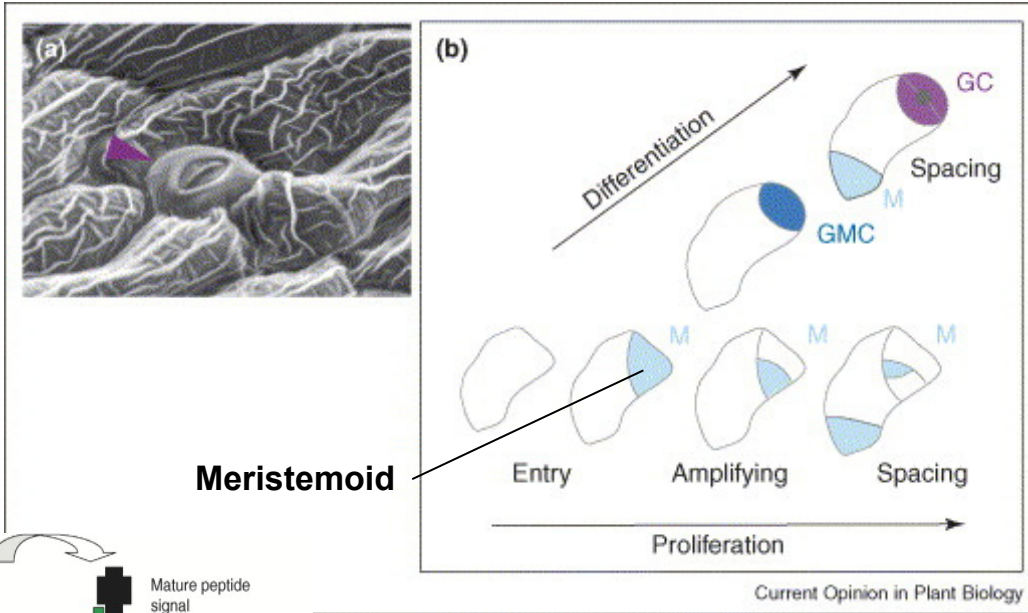 (a)
(b)
Differentiation
GC
Spacing
M
GMC
M
M
M
Meristemoid
Entry
Amplifying
Spacing
Proliferation
Mature peptide
signal
Current Opinion in Plant Biology